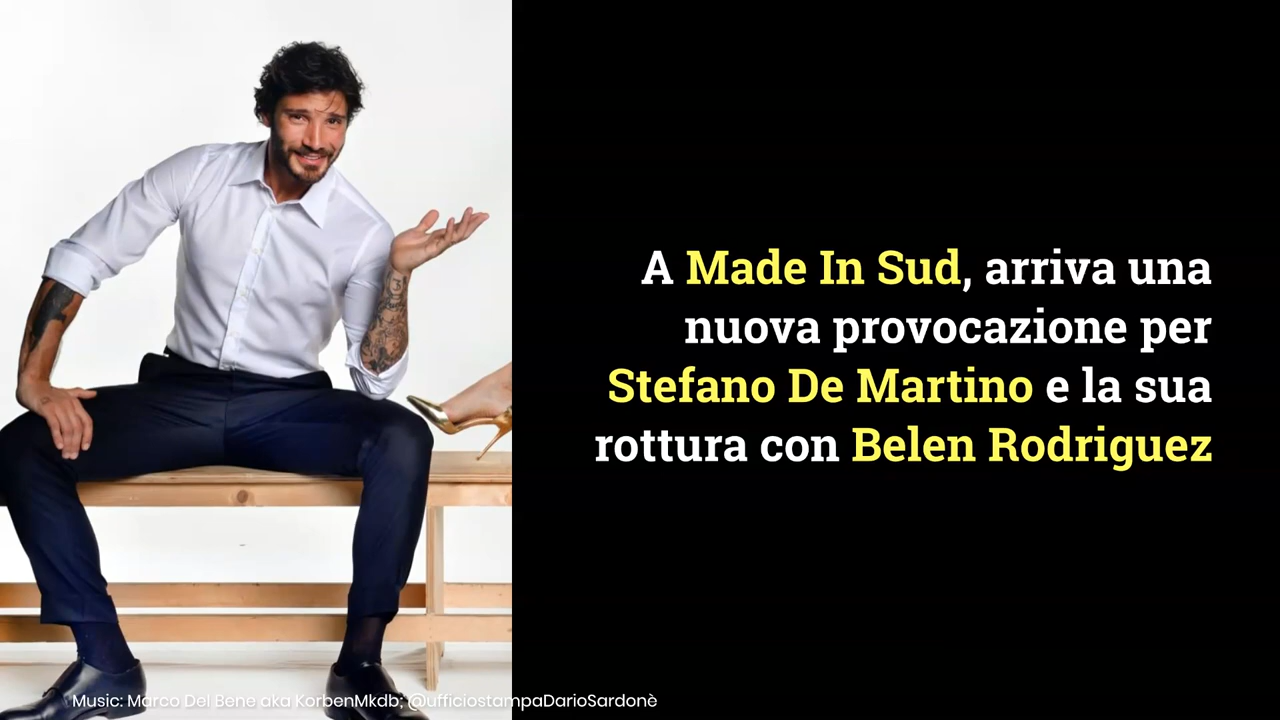 A Made In Sud, arriva una
nuova provocazione per
Stefano De Martino e la sua
rottura con Belen Rodriguez
Music: Marco Del Bene aka KorbenMkdb; @ufficiostampaDarioSardonè